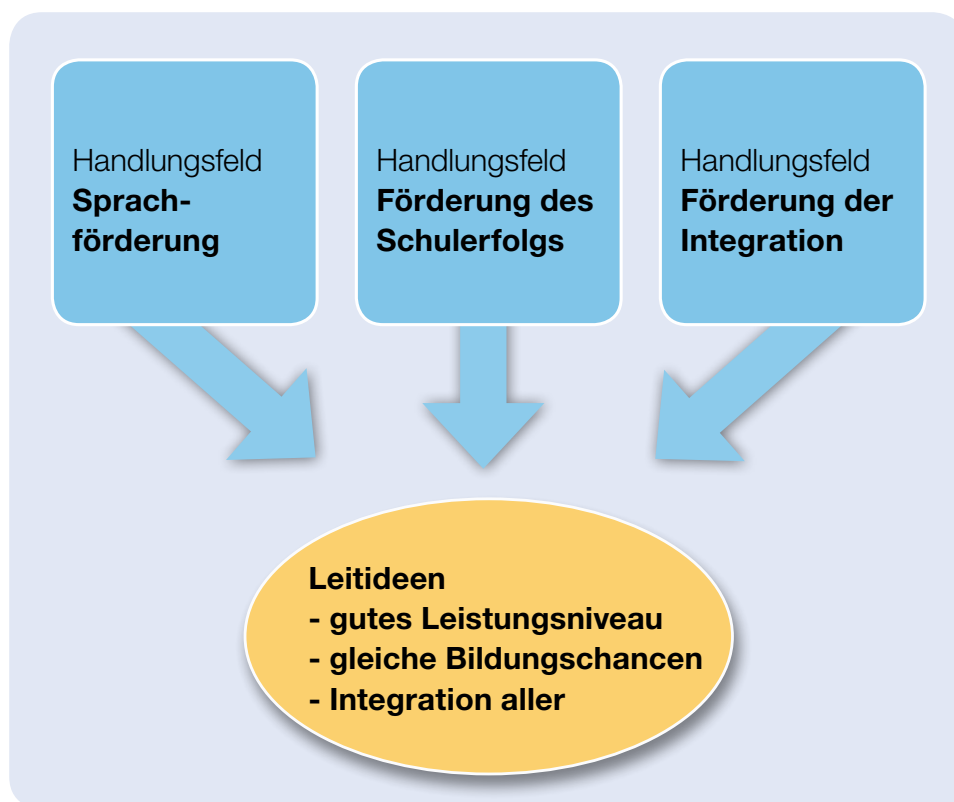 Handlungsfeld
Sprach-
förderung
Handlungsfeld
Förderung des
Schulerfolgs
Handlungsfeld
Förderung der
Integration
Leitideen
- gutes Leistungsniveau
- gleiche Bildungschancen
- Integration aller